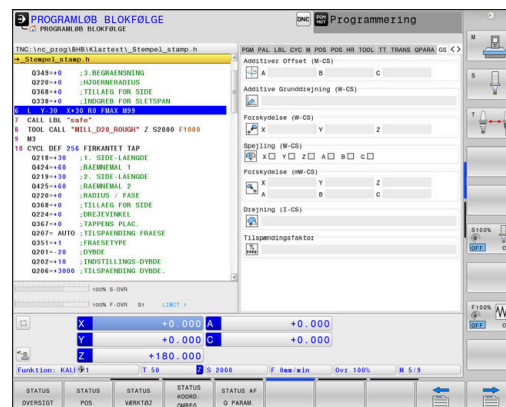 PROGRAMLØB BLOKFØLGE
PROGRAMLØB BLOKFØLGE
DNC
Programmering
TNC:\nc_prog\BHB\Klartext\_Stempel_stamp.h
→_Stempel_stamp.h
Q349=+0 ;3.BEGRAENSNING
Q220=+0 ;HJOERNERADIUS
Q368=+0 ;TILLAEG FOR SIDE
Q338=+0 ;INDGREB FOR SLETSPAN
6 L Y-30 X+30 R0 FMAX M99
7 CALL LBL "safe"
8 TOOL CALL "MILL_D20_ROUGH" Z S2000 F1000
9 M3
10 CYCL DEF 256 FIRKANTET TAP
Q218=+30 ;1. SIDE-LAENGDE
Q424=+60 ;RAEMNEMAL 1
Q219=+30 ;2. SIDE-LAENGDE
Q425=+60 ;RAEMNEMAL 2
Q220=+0 ;RADIUS / FASE
Q368=+0 ;TILLAEG FOR SIDE
Q224=+0 ;DREJEVINKEL
Q367=+0 ;TAPPENS PLAC.
Q207= AUTO ;TILSPAENDING FRAESE
Q351=+1 ;FRAESETYPE
Q201=-20 ;DYBDE
Q202=+10 ;INDSTILLINGS-DYBDE
Q206=+3000 ;TILSPAENDING DYBDE.
100% S-OVR
100% F-OVR S1 LIMIT 1
PGM PAL LBL CYC M POS POS HR TOOL TT TRANS QPARA GS
Additiver Offset (M-CS)
A B C
Additive Grunddrejning (W-CS)
Forskydelse (W-CS)
X Y Z
Spejling (W-CS)
X Y Z A B C
Forskydelse (mW-CS)
X Y Z
A B C
Drejning (I-CS)
Tilspændingsfaktor
X +0.000 A +0.000
Y +0.000 C +0.000
Z +180.000
Funktion: KALI 1 T 50 Z S 2000 F 0mm/min Ovr 100% M 5/9
STATUS OVERSIGT
STATUS POS.
STATUS VÆRKTØJ
STATUS KOORD. OMREG.
STATUS AF Q PARAM.
M
S
T
S100%
OFF
F100%
OFF